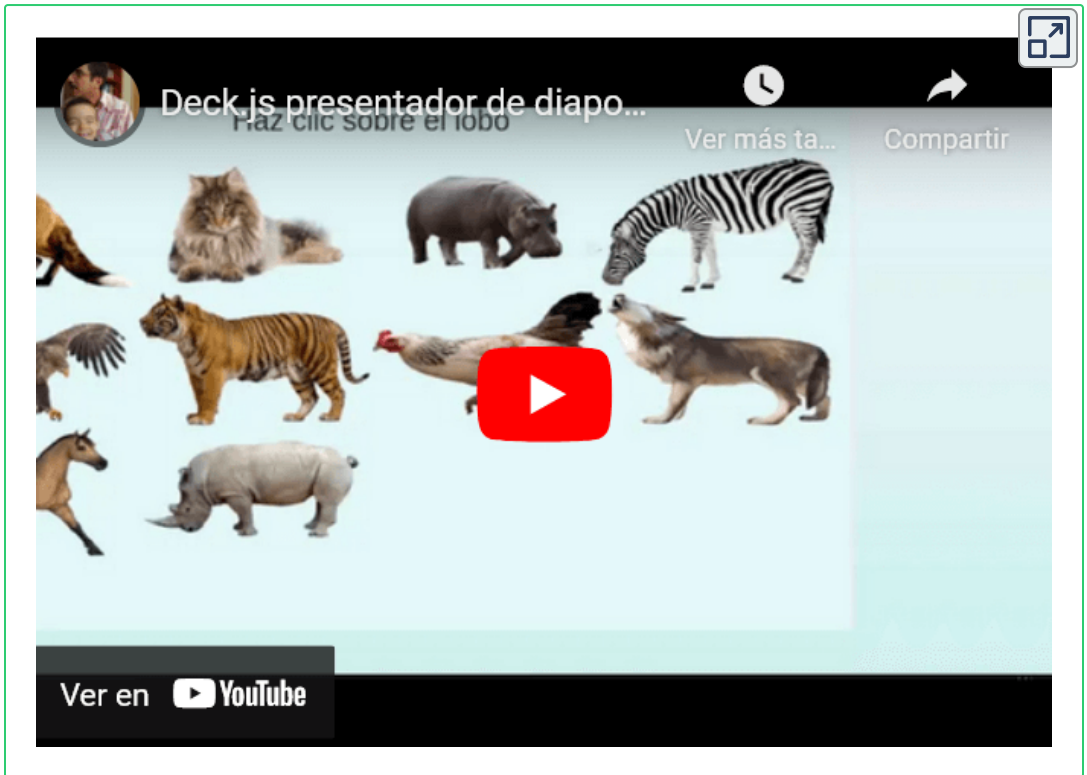 Deck.js presentador de diapo...
Haz clic sobre el lobo
Ver más ta...
Compartir
Ver en YouTube